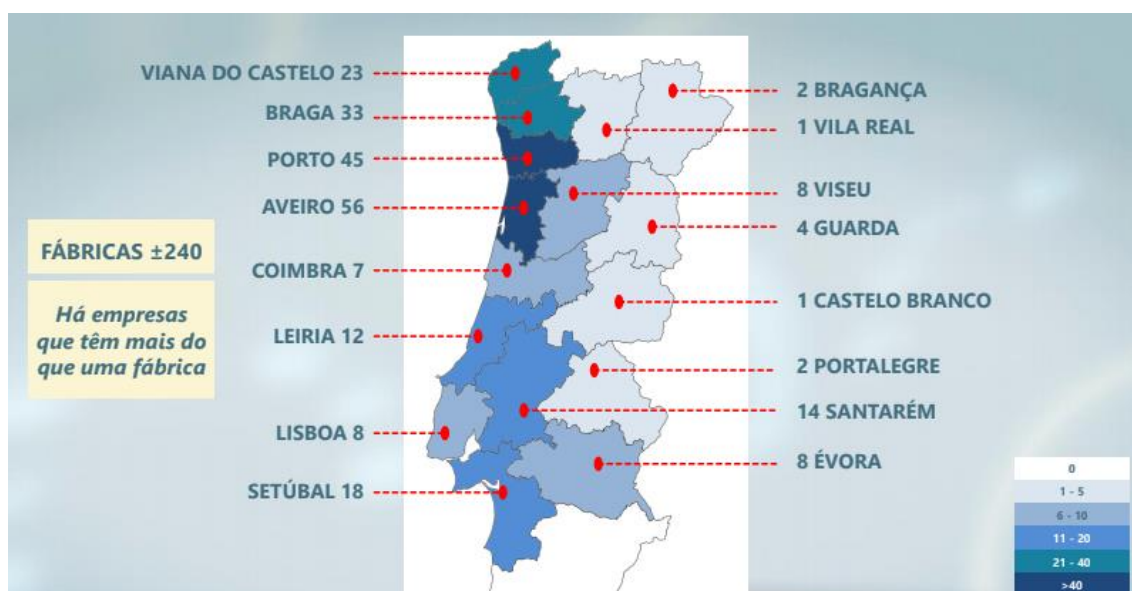 VIANA DO CASTELO 23
BRAGA 33
PORTO 45
AVEIRO 56
COIMBRA 7
LEIRIA 12
LISBOA 8
SETÚBAL 18
FÁBRICAS ±240
Há empresas
que têm mais do
que uma fábrica
2 BRAGANÇA
1 VILA REAL
8 VISEU
4 GUARDA
1 CASTELO BRANCO
2 PORTALEGRE
14 SANTARÉM
8 ÉVORA
0
1 - 5
6 - 10
11 - 20
21 - 40
>40